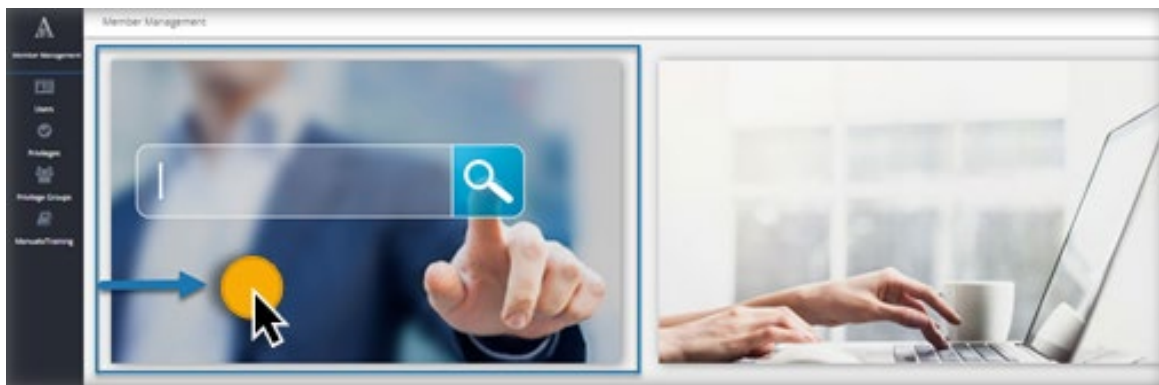 Member Management
Member Management
Users
Privileges
Privilege Groups
Manuals/Training